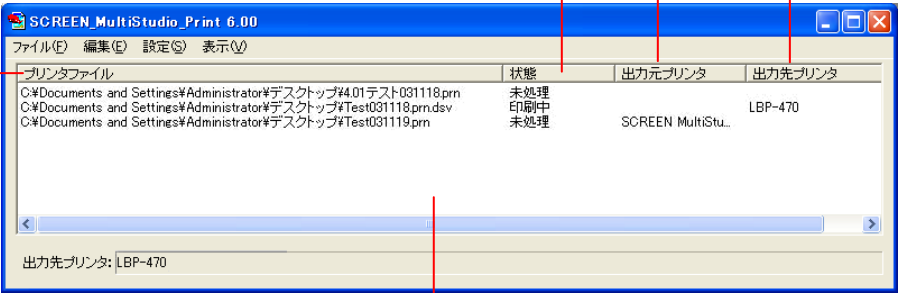 SCREEN_MultiStudio_Print 6.00
ファイル(F) 編集(E) 設定(S) 表示(V)
プリンタファイル 状態 出力元プリンタ 出力先プリンタ
C:¥Documents and Settings¥Administrator¥デスクトップ¥4.01テスト031118.prn 未処理
C:¥Documents and Settings¥Administrator¥デスクトップ¥Test031118.prn.dsv 印刷中 LBP-470
C:¥Documents and Settings¥Administrator¥デスクトップ¥Test031119.prn 未処理 SCREEN MultiStu...
出力先プリンタ: LBP-470